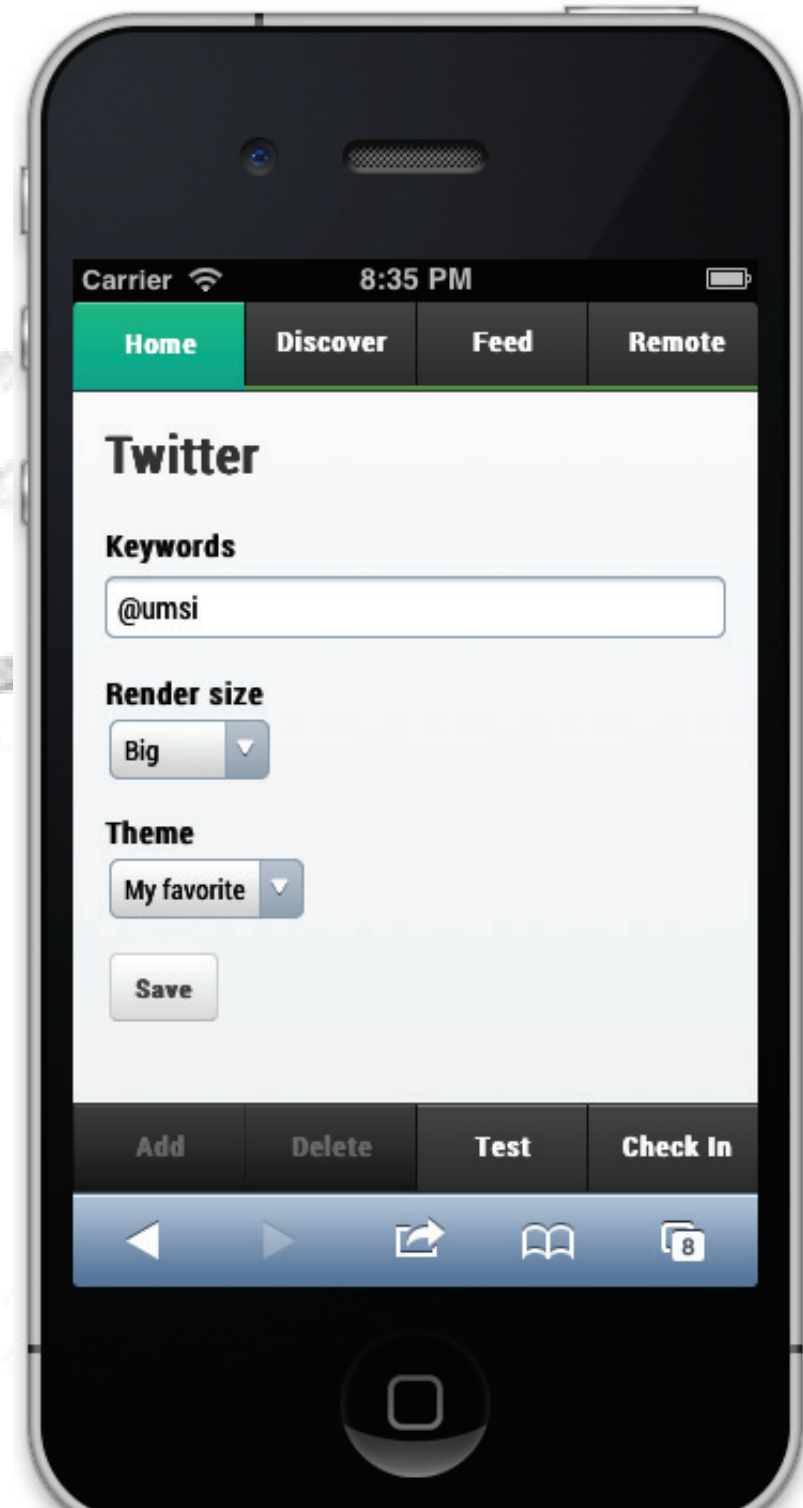 Carrier 8:35 PM
Home Discover Feed Remote
Twitter
Keywords
@umsi
Render size
Big
Theme
My favorite
Save
Add Delete Test Check In
8